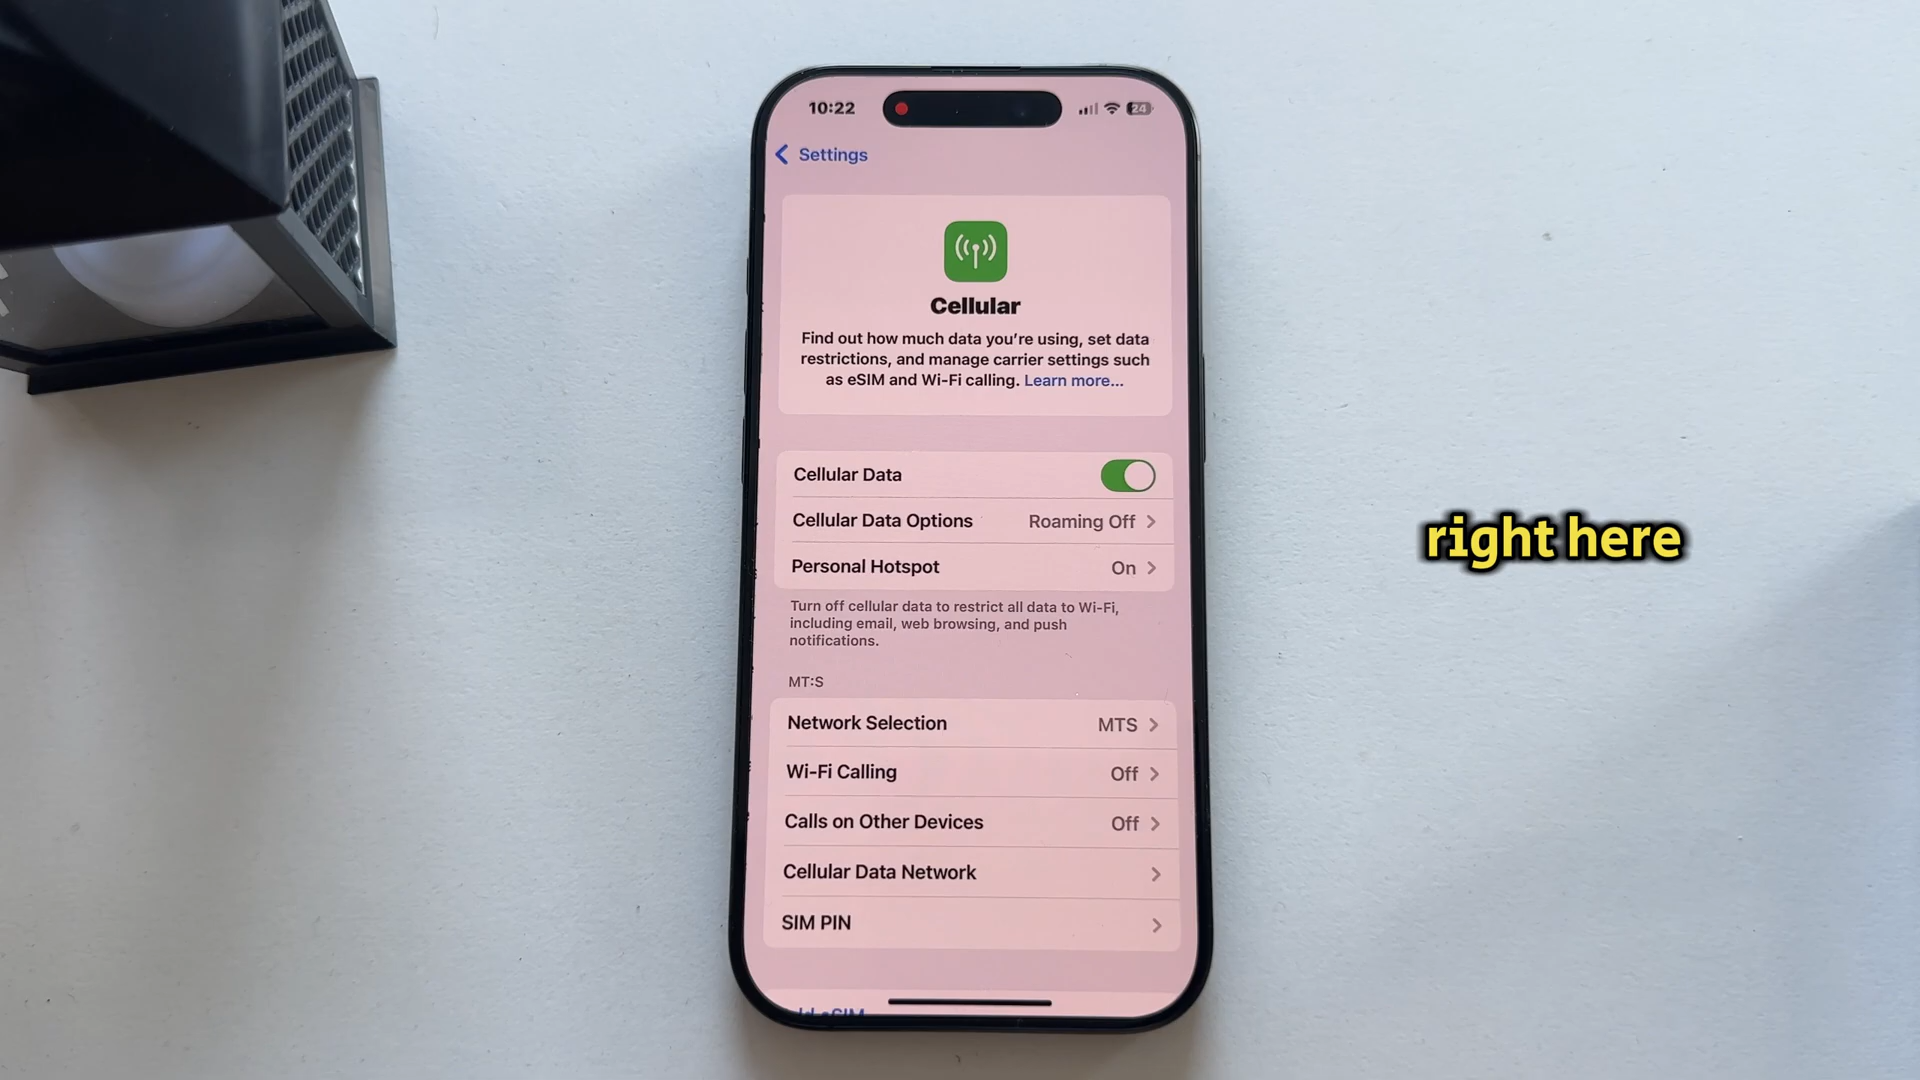 10:22
24
Settings
Cellular
Find out how much data you're using, set data
restrictions, and manage carrier settings such
as eSIM and Wi-Fi calling. Learn more...
Cellular Data
Cellular Data Options Roaming Off
Personal Hotspot On
Turn off cellular data to restrict all data to Wi-Fi,
including email, web browsing, and push
notifications.
right here
MT:S
Network Selection MTS
Wi-Fi Calling Off
Calls on Other Devices Off
Cellular Data Network
SIM PIN